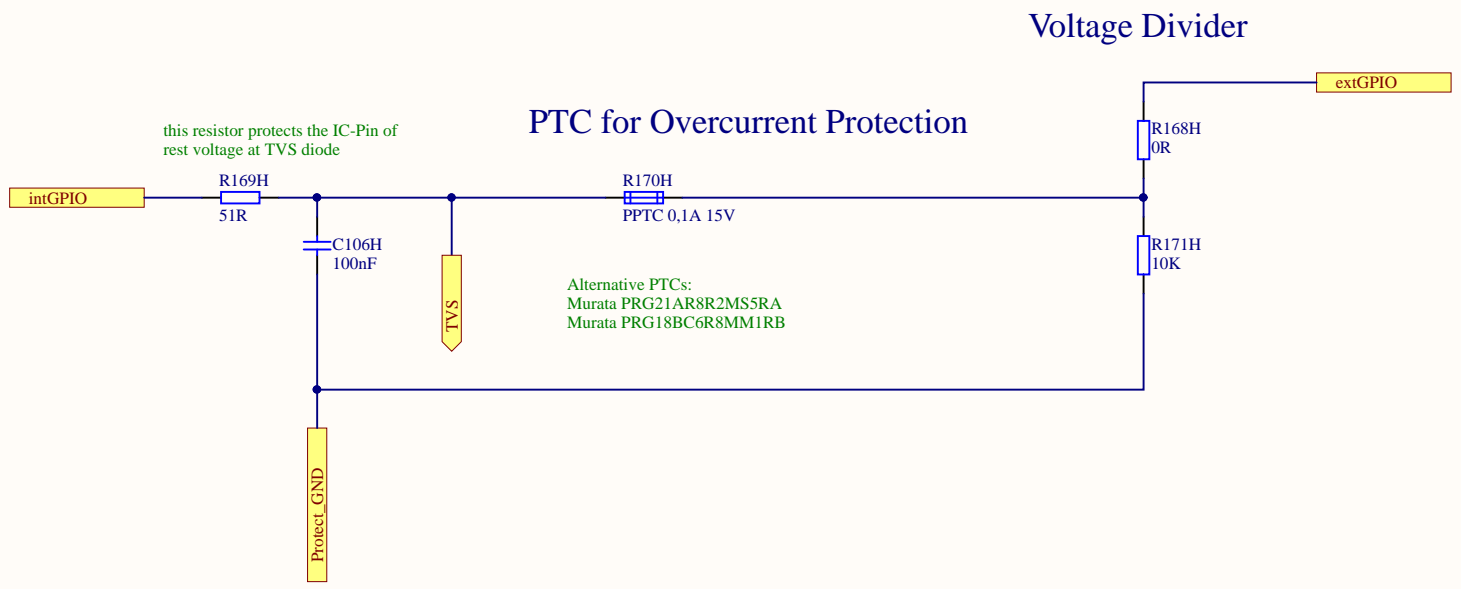 Voltage Divider
extGPIO
PTC for Overcurrent Protection
this resistor protects the IC-Pin of
rest voltage at TVS diode
R168H
0R
intGPIO
R169H
51R
R170H
PPTC 0,1A 15V
C106H
100nF
R171H
10K
TVS
Alternative PTCs:
Murata PRG21AR8R2MS5RA
Murata PRG18BC6R8MM1RB
Protect_GND